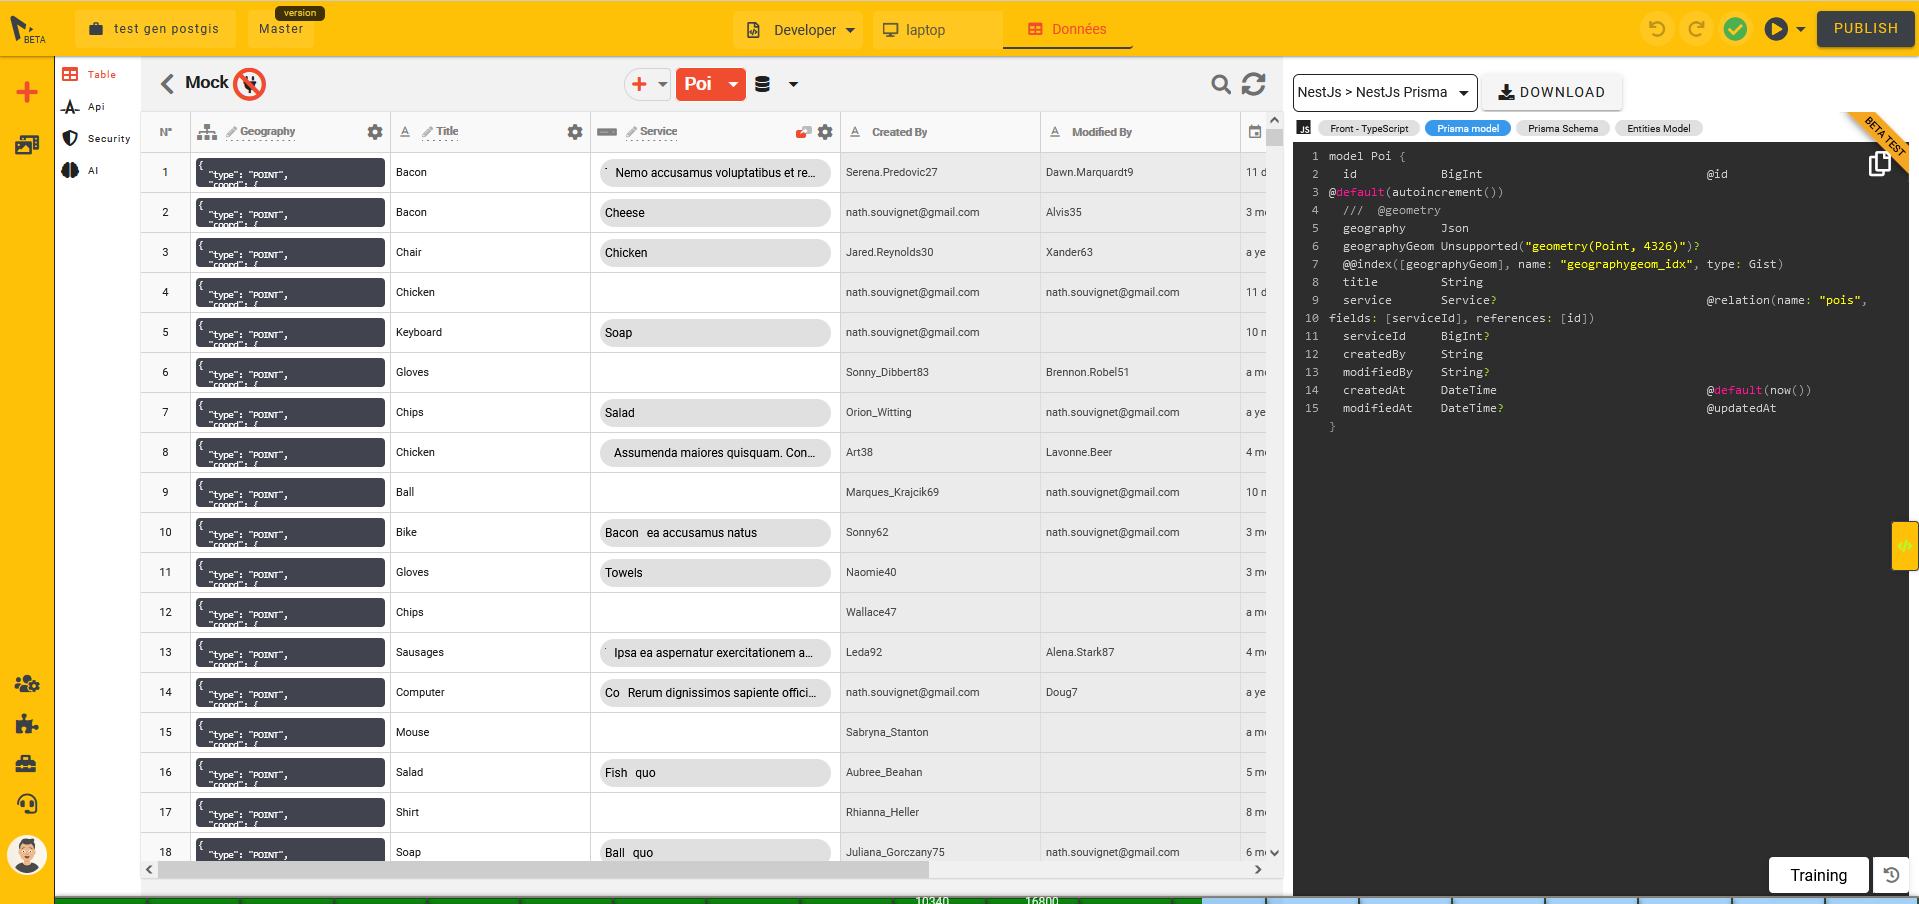 BETA
test gen postgis
version
Master
Developer
laptop
Données
PUBLISH
Table
Api
Security
AI
Mock
Poi
NestJs > NestJs Prisma
DOWNLOAD
JS
Front - TypeScript
Prisma model
Prisma Schema
Entities Model
BETA TEST
N° Geography Title Service Created By Modified By
1 { "type": "POINT", "coord": { Bacon Nemo accusamus voluptatibus et re... Serena.Predovic27 Dawn.Marquardt9 11 d
2 { "type": "POINT", "coord": { Bacon Cheese nath.souvignet@gmail.com Alvis35 3 m
3 { "type": "POINT", "coord": { Chair Chicken Jared.Reynolds30 Xander63 a ye
4 { "type": "POINT", "coord": { Chicken nath.souvignet@gmail.com nath.souvignet@gmail.com 11 d
5 { "type": "POINT", "coord": { Keyboard Soap nath.souvignet@gmail.com 10 m
6 { "type": "POINT", "coord": { Gloves Sonny_Dibbert83 Brennon.Robel51 a mo
7 { "type": "POINT", "coord": { Chips Salad Orion_Witting nath.souvignet@gmail.com a ye
8 { "type": "POINT", "coord": { Chicken Assumenda maiores quisquam. Con... Art38 Lavonne.Beer 4 mo
9 { "type": "POINT", "coord": { Ball Marques_Krajcik69 nath.souvignet@gmail.com 10 m
10 { "type": "POINT", "coord": { Bike Bacon ea accusamus natus Sonny62 nath.souvignet@gmail.com 3 mo
11 { "type": "POINT", "coord": { Gloves Towels Naomie40 3 mo
12 { "type": "POINT", "coord": { Chips Wallace47 a mo
13 { "type": "POINT", "coord": { Sausages Ipsa ea aspernatur exercitationem a... Leda92 Alena.Stark87 4 mo
14 { "type": "POINT", "coord": { Computer Co Rerum dignissimos sapiente offici... nath.souvignet@gmail.com Doug7 a ye
15 { "type": "POINT", "coord": { Mouse Sabryna_Stanton a mo
16 { "type": "POINT", "coord": { Salad Fish quo Aubree_Beahan 5 mo
17 { "type": "POINT", "coord": { Shirt Rhianna_Heller 8 mo
18 { "type": "POINT", "coord": { Soap Ball quo Juliana_Gorczany75 nath.souvignet@gmail.com 6 mo
1 model Poi {
2 id BigInt @id
3 @default(autoincrement())
4 /// @geometry
5 geography Json
6 geographyGeom Unsupported("geometry(Point, 4326)")?
7 @@index([geographyGeom], name: "geographygeom_idx", type: Gist)
8 title String
9 service Service? @relation(name: "pois",
10 fields: [serviceId], references: [id])
11 serviceId BigInt?
12 createdBy String
13 modifiedBy String?
14 createdAt DateTime @default(now())
15 modifiedAt DateTime? @updatedAt
}
</>
Training
10340
16800